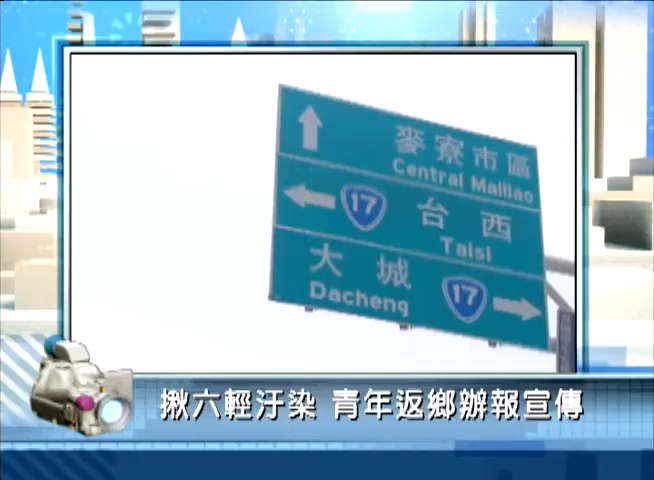 麥寮市區
Central Mailiao
17 台西
Taisi
大城 17
Dacheng
揪六輕汙染 青年返鄉辦報宣傳